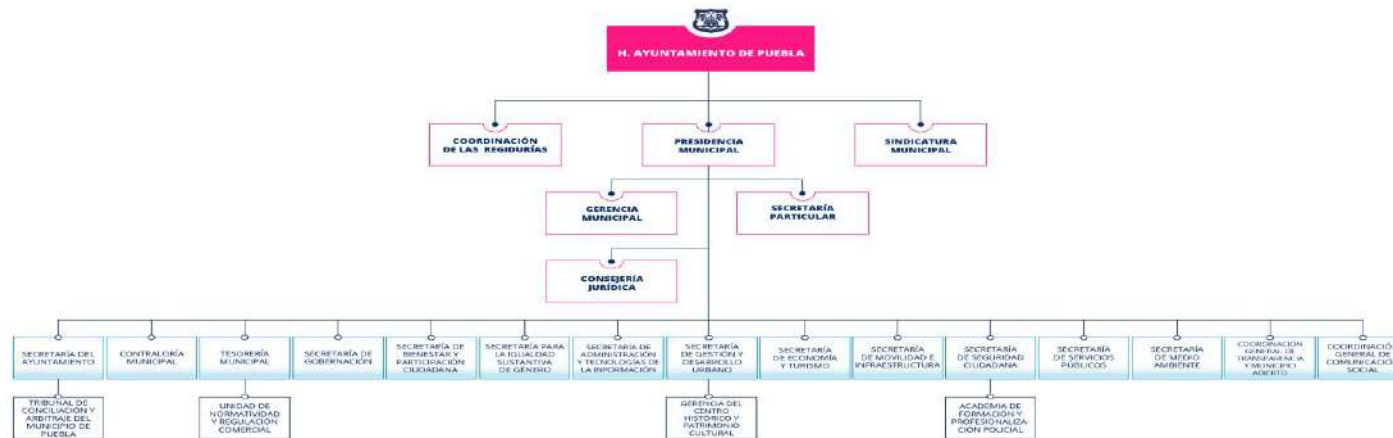 H. AYUNTAMIENTO DE PUEBLA
COORDINACIÓN
DE LAS REGIDURÍAS
PRESIDENCIA
MUNICIPAL
SINDICATURA
MUNICIPAL
GERENCIA
MUNICIPAL
SECRETARÍA
PARTICULAR
CONSEJERÍA
JURÍDICA
SECRETARÍA DEL
AYUNTAMIENTO
CONTRALORÍA
MUNICIPAL
TESORERÍA
MUNICIPAL
SECRETARÍA DE
GOBERNACIÓN
SECRETARÍA DE
BIENESTAR Y
PARTICIPACIÓN
CIUDADANA
SECRETARÍA PARA
LA IGUALDAD
SUSTANTIVA
DE GÉNERO
SECRETARÍA DE
ADMINISTRACIÓN
Y TECNOLOGÍAS DE
LA INFORMACIÓN
SECRETARÍA
DE GESTIÓN Y
DESARROLLO
URBANO
SECRETARÍA
DE ECONOMÍA
Y TURISMO
SECRETARÍA
DE MOVILIDAD E
INFRAESTRUCTURA
SECRETARÍA
DE SEGURIDAD
CIUDADANA
SECRETARÍA
DE SERVICIOS
PÚBLICOS
SECRETARÍA
DE MEDIO
AMBIENTE
COORDINACIÓN
GENERAL DE
TRANSPARENCIA
Y MUNICIPIO
ABIERTO
COORDINACIÓN
GENERAL DE
COMUNICACIÓN
SOCIAL
TRIBUNAL DE
CONCILIACIÓN Y
ARBITRAJE DEL
MUNICIPIO DE
PUEBLA
UNIDAD DE
NORMATIVIDAD
Y REGULACIÓN
COMERCIAL
GERENCIA DEL
CENTRO
HISTÓRICO Y
PATRIMONIO
CULTURAL
ACADEMIA DE
FORMACIÓN Y
PROFESIONALIZA-
CIÓN POLICIAL